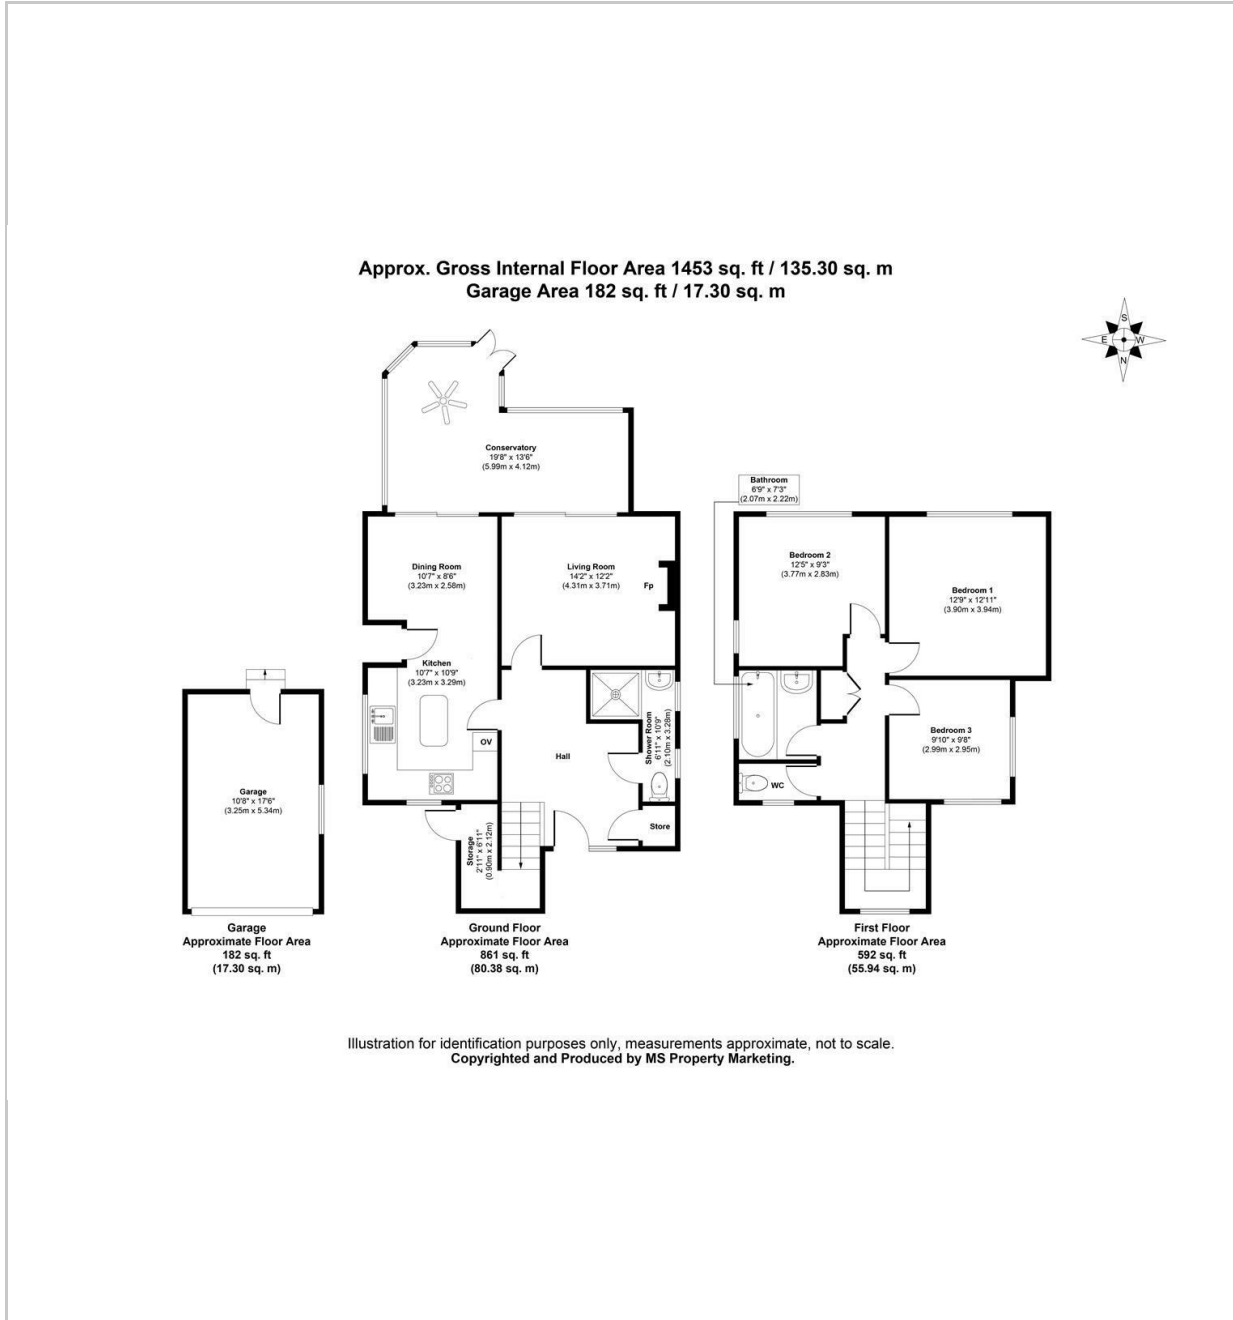 Approx. Gross Internal Floor Area 1453 sq. ft / 135.30 sq. m
Garage Area 182 sq. ft / 17.30 sq. m
S
E W
N
Conservatory
19'8" x 13'6"
(5.99m x 4.12m)
Bathroom
6'9" x 7'3"
(2.07m x 2.22m)
Dining Room
10'7" x 8'6"
(3.23m x 2.58m)
Living Room
14'2" x 12'2"
(4.31m x 3.71m)
Fp
Bedroom 2
12'5" x 9'3"
(3.77m x 2.83m)
Bedroom 1
12'9" x 12'11"
(3.90m x 3.94m)
Kitchen
10'7" x 10'9"
(3.23m x 3.29m)
OV
Hall
Shower Room
6'11" x 10'9"
(2.10m x 3.28m)
Bedroom 3
9'10" x 9'8"
(2.99m x 2.95m)
WC
Garage
10'8" x 17'6"
(3.25m x 5.34m)
Storage
2'11" x 6'11"
(0.90m x 2.12m)
Store
Garage
Approximate Floor Area
182 sq. ft
(17.30 sq. m)
Ground Floor
Approximate Floor Area
861 sq. ft
(80.38 sq. m)
First Floor
Approximate Floor Area
592 sq. ft
(55.94 sq. m)
Illustration for identification purposes only, measurements approximate, not to scale.
Copyrighted and Produced by MS Property Marketing.